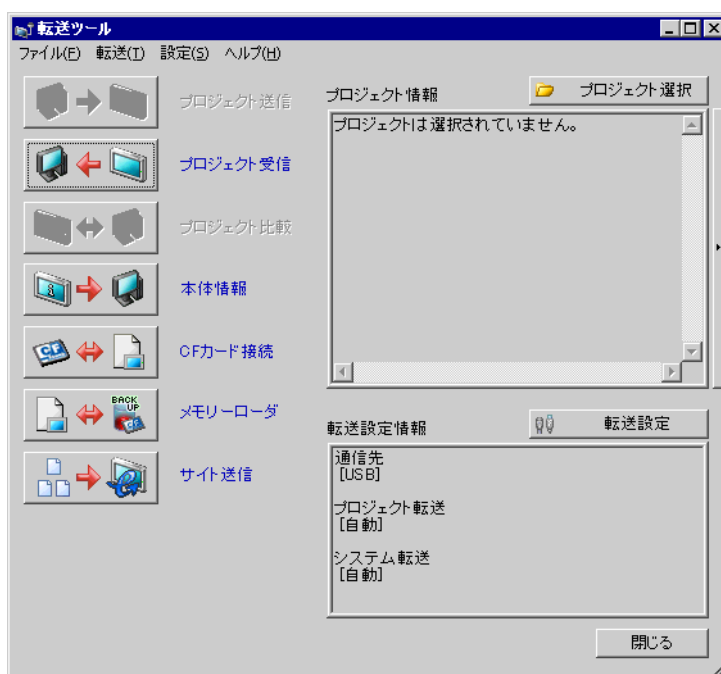 転送ツール
ファイル(F) 転送(T) 設定(S) ヘルプ(H)
プロジェクト送信
プロジェクト受信
プロジェクト比較
本体情報
CFカード接続
CF
メモリーローダ
BACK
UP
サイト送信
プロジェクト情報
プロジェクト選択
プロジェクトは選択されていません。
転送設定情報
転送設定
通信先
[USB]
プロジェクト転送
[自動]
システム転送
[自動]
閉じる